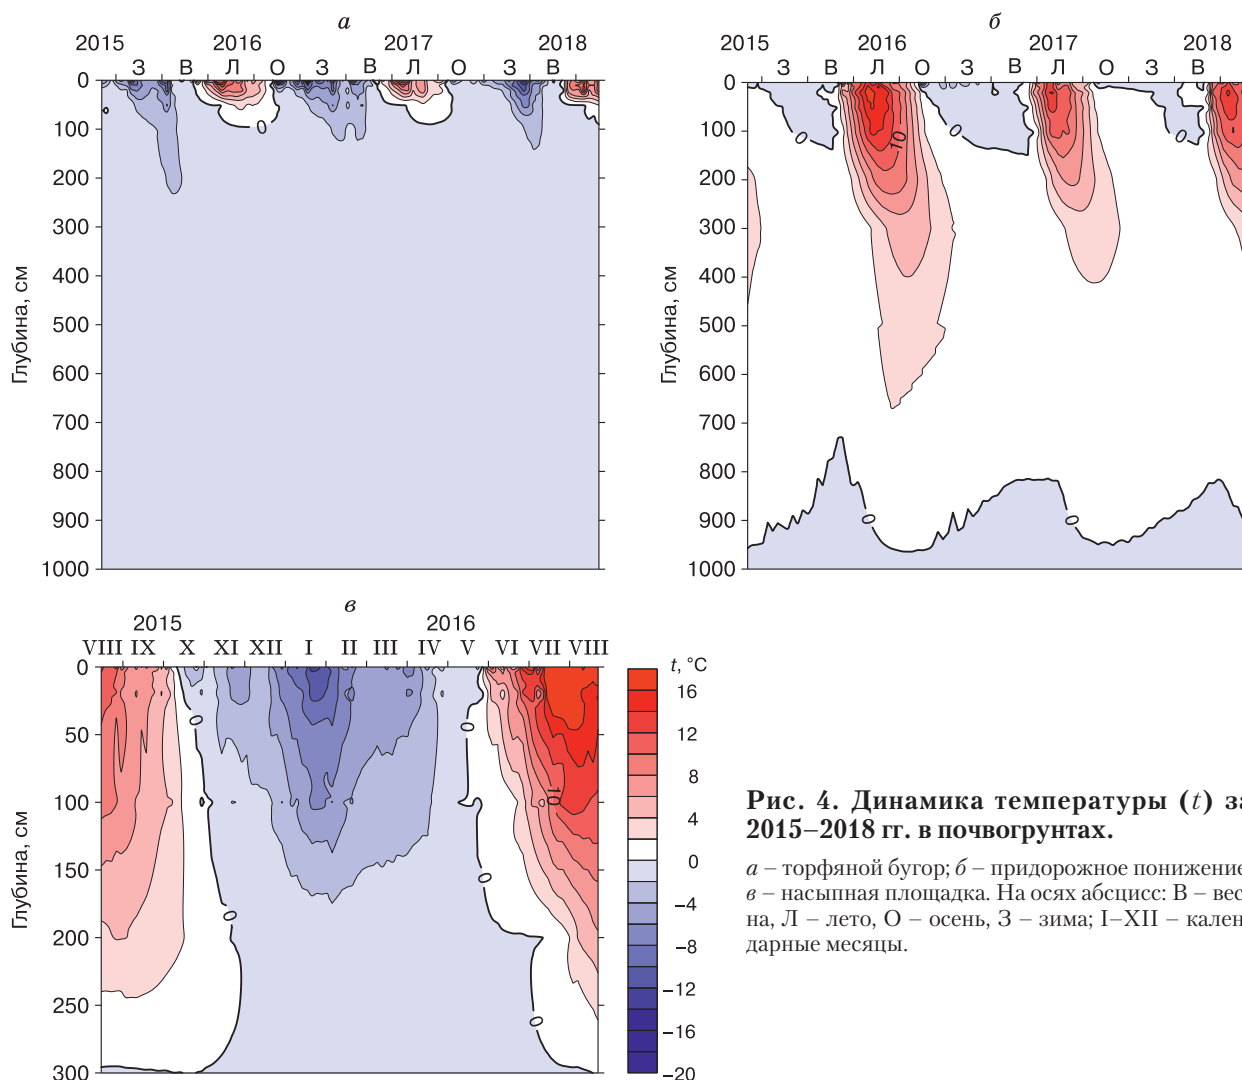 а
2015 2016 2017 2018
З В Л О З В Л О З В
0
100
200
300
400
500
600
700
800
900
1000
Глубина, см
0
б
2015 2016 2017 2018
З В Л О З В Л О З В
0
100
200
300
400
500
600
700
800
900
1000
Глубина, см
0 10 0 0
0 0
в
2015 2016
VIII IX X XI XII I II III IV V VI VII VIII
0
50
100
150
200
250
300
Глубина, см
0 0
10
0
0
t, °C
16
12
8
4
0
−4
−8
−12
−16
−20
Рис. 4. Динамика температуры (t) за
2015–2018 гг. в почвогрунтах.
а – торфяной бугор; б – придорожное понижение
в – насыпная площадка. На осях абсцисс: В – вес-
на, Л – лето, О – осень, З – зима; I–XII – кален-
дарные месяцы.